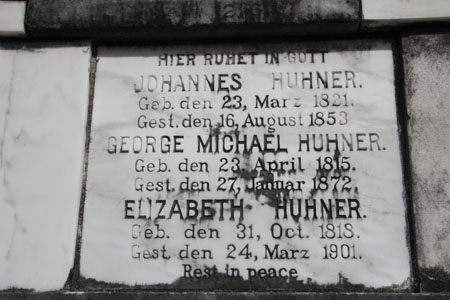 HIER RUHET IN GOTT
JOHANNES HUHNER.
Geb. den 23, Marz 1821.
Gest. den 16, August 1853
GEORGE MICHAEL HUHNER.
Geb. den 23, April 1815.
Gest. den 27, Januar 1872.
ELIZABETH HUHNER.
Geb. den 31, Oct. 1818.
Gest. den 24, Marz 1901.
Rest in peace